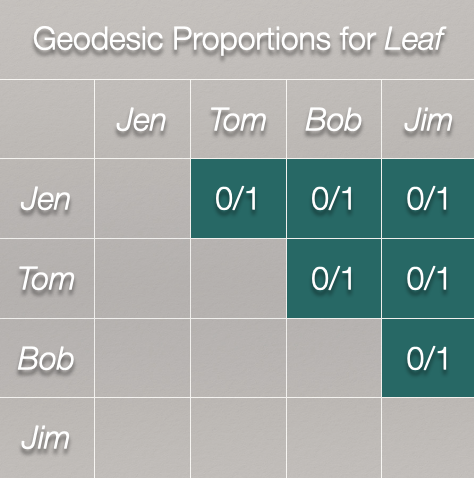 Geodesic Proportions for Leaf
Jen Tom Bob Jim
Jen 0/1 0/1 0/1
Tom 0/1 0/1
Bob 0/1
Jim